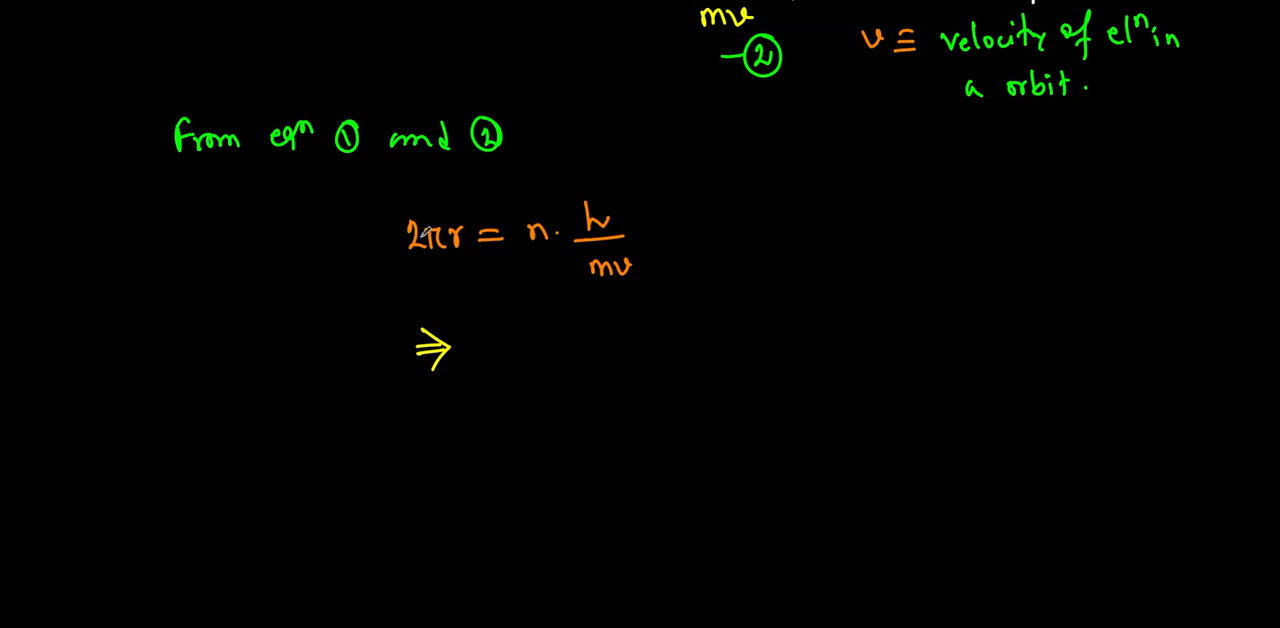 mv
— ②
v ≡ velocity of elⁿ in
a orbit.
From eqⁿ ① and ②
2πr = n · h/mv
⇒